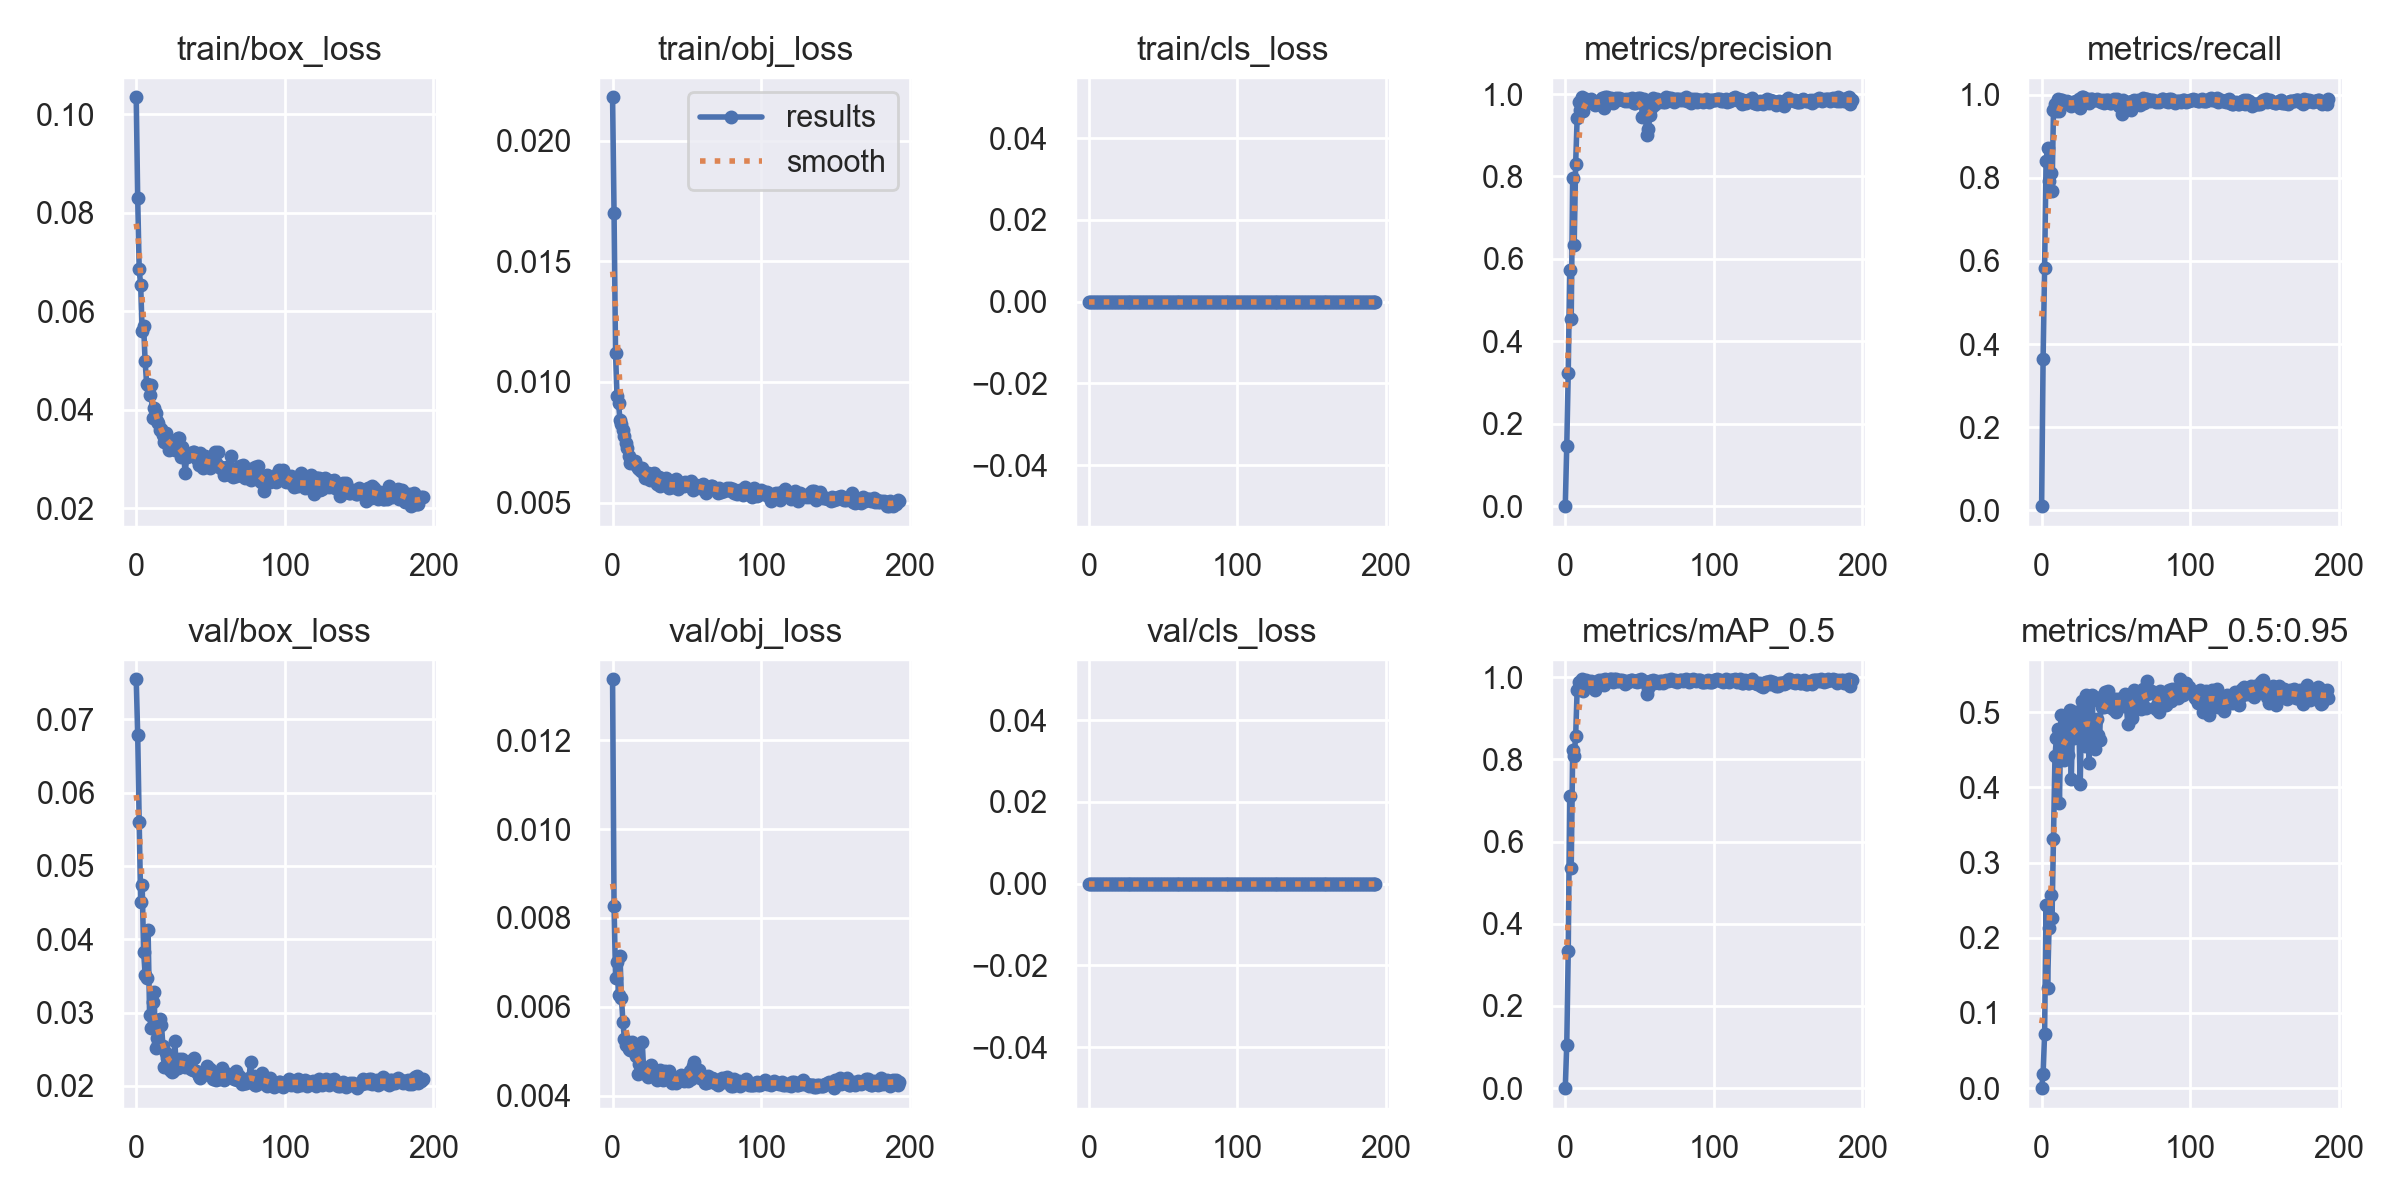 train/box_loss
0.10
0.08
0.06
0.04
0.02
0 100 200
train/obj_loss
results
smooth
0.020
0.015
0.010
0.005
0 100 200
train/cls_loss
0.04
0.02
0.00
−0.02
−0.04
0 100 200
metrics/precision
1.0
0.8
0.6
0.4
0.2
0.0
0 100 200
metrics/recall
1.0
0.8
0.6
0.4
0.2
0.0
0 100 200
val/box_loss
0.07
0.06
0.05
0.04
0.03
0.02
0 100 200
val/obj_loss
0.012
0.010
0.008
0.006
0.004
0 100 200
val/cls_loss
0.04
0.02
0.00
−0.02
−0.04
0 100 200
metrics/mAP_0.5
1.0
0.8
0.6
0.4
0.2
0.0
0 100 200
metrics/mAP_0.5:0.95
0.5
0.4
0.3
0.2
0.1
0.0
0 100 200